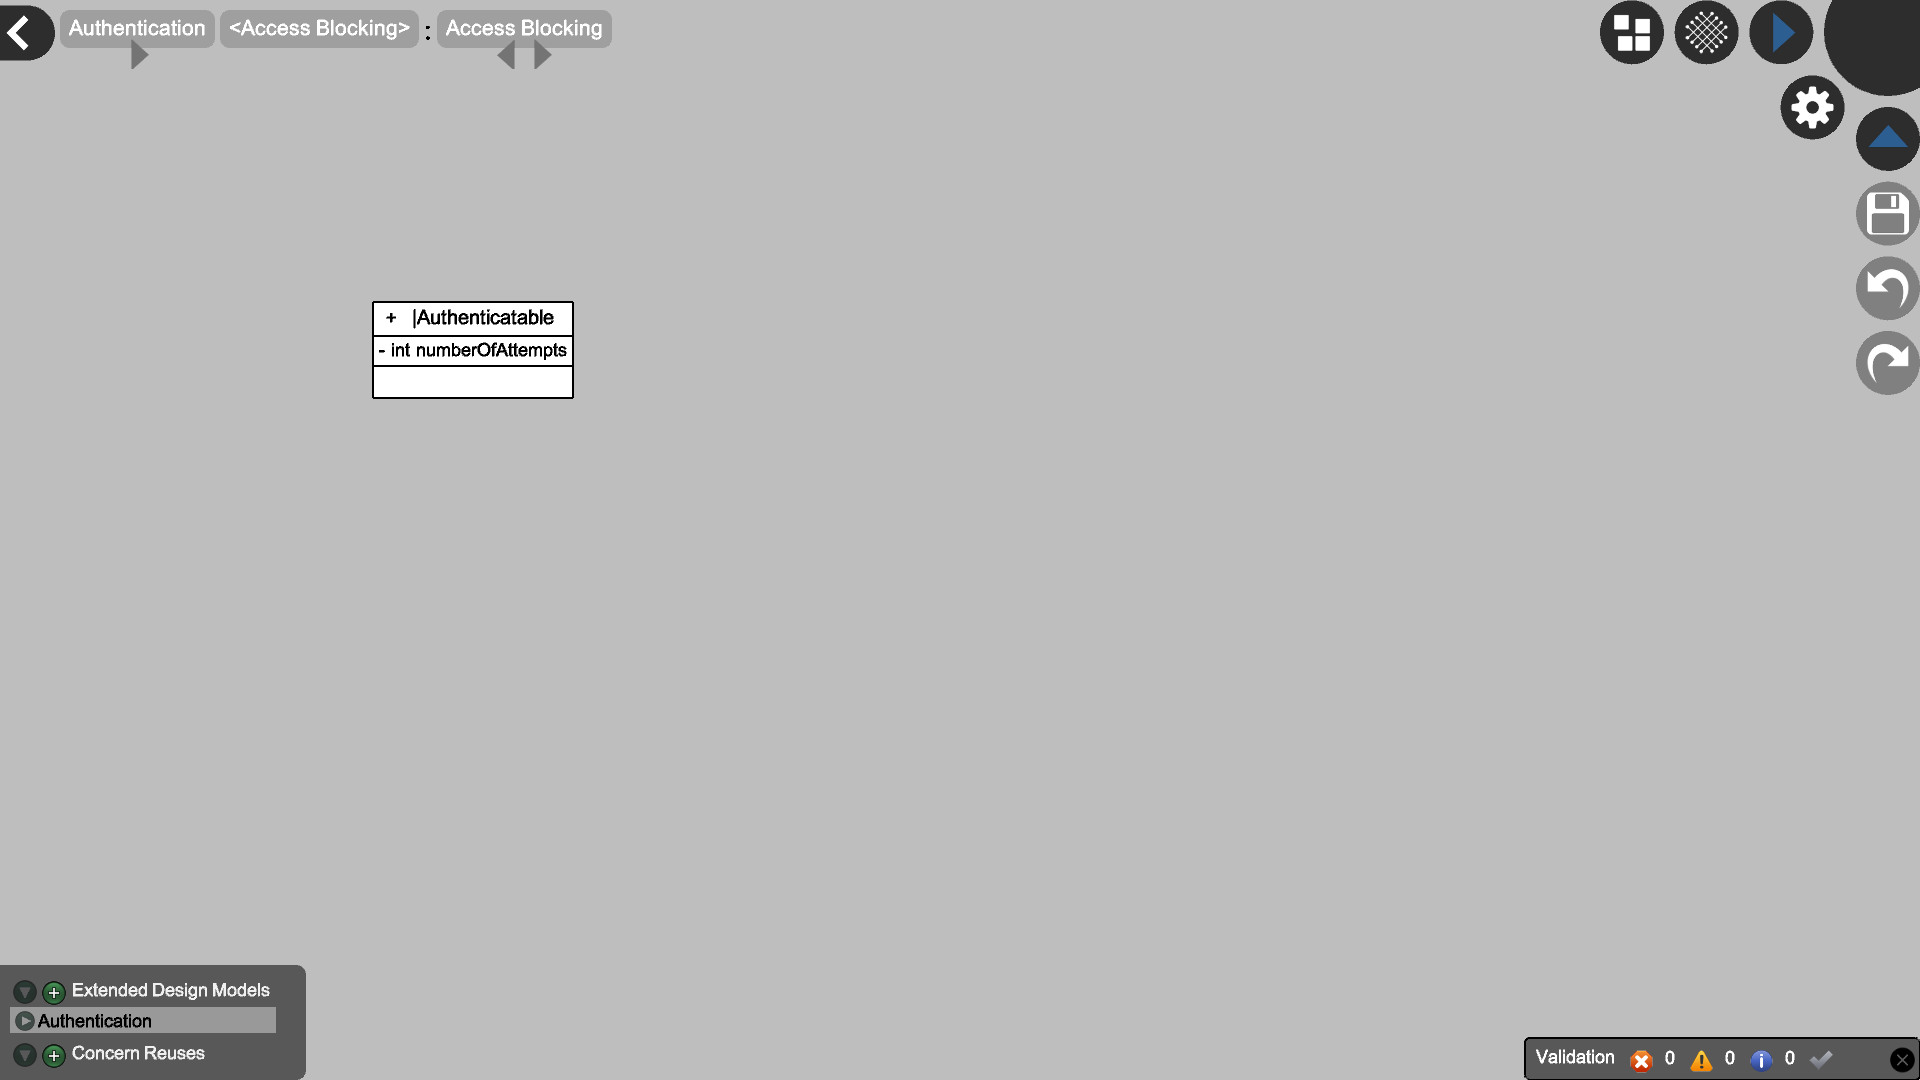 Authentication <Access Blocking> : Access Blocking
+ |Authenticatable
- int numberOfAttempts
Extended Design Models
Authentication
Concern Reuses
Validation 0 0 0